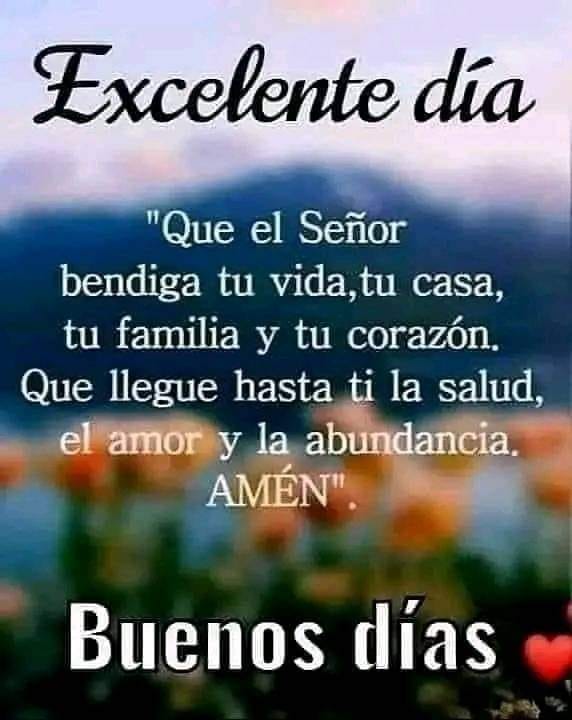 Excelente día
"Que el Señor
bendiga tu vida,tu casa,
tu familia y tu corazón.
Que llegue hasta ti la salud,
el amor y la abundancia.
AMÉN".
Buenos días